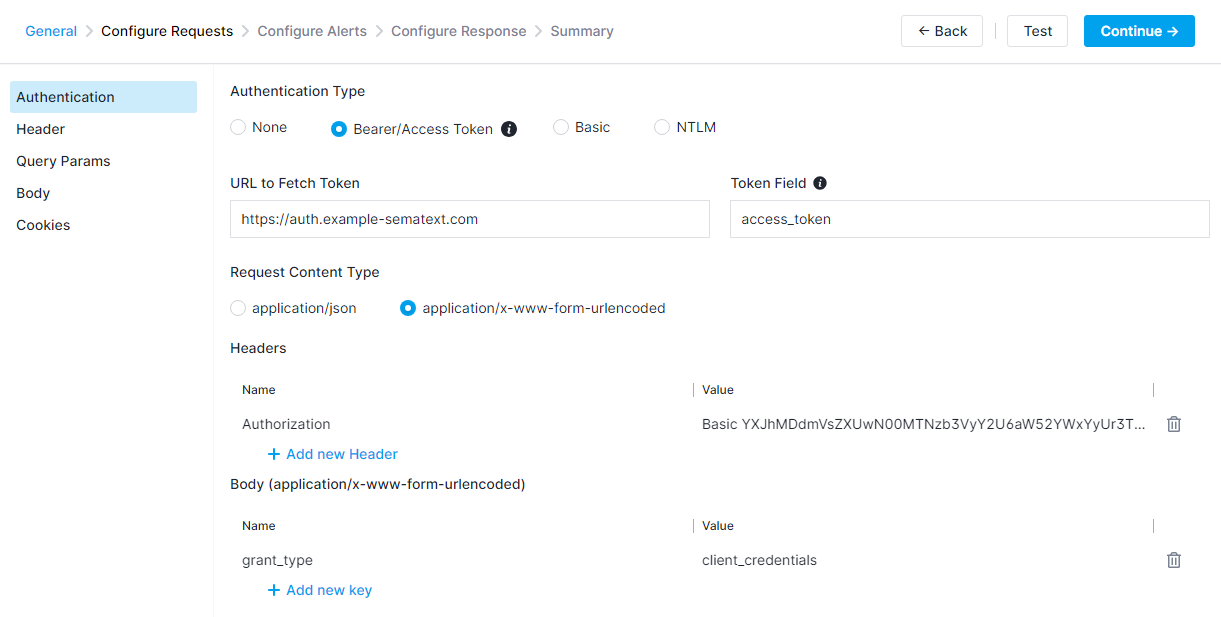 General Configure Requests Configure Alerts Configure Response Summary ← Back Test Continue →
Authentication
Header
Query Params
Body
Cookies
Authentication Type
None Bearer/Access Token Basic NTLM
URL to Fetch Token Token Field
https://auth.example-sematext.com access_token
Request Content Type
application/json application/x-www-form-urlencoded
Headers
Name Value
Authorization Basic YXJhMDdmVsZXUwN00MTNzb3VyY2U6aW52YWxYyUr3T...
+ Add new Header
Body (application/x-www-form-urlencoded)
Name Value
grant_type client_credentials
+ Add new key